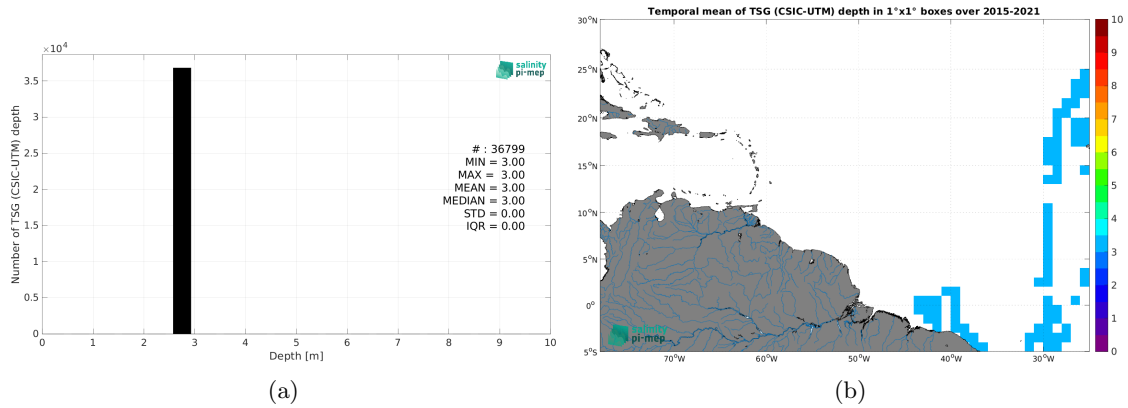 ×10⁴
3.5
3
2.5
2
1.5
1
0.5
0
Number of TSG (CSIC-UTM) depth
0 1 2 3 4 5 6 7 8 9 10
Depth [m]
salinity
pi-mep
# : 36799
MIN = 3.00
MAX = 3.00
MEAN = 3.00
MEDIAN = 3.00
STD = 0.00
IQR = 0.00
(a)
Temporal mean of TSG (CSIC-UTM) depth in 1°x1° boxes over 2015-2021
30°N
25°N
20°N
15°N
10°N
5°N
0°
5°S
70°W 60°W 50°W 40°W 30°W
salinity
pi-mep
10
9
8
7
6
5
4
3
2
1
0
(b)